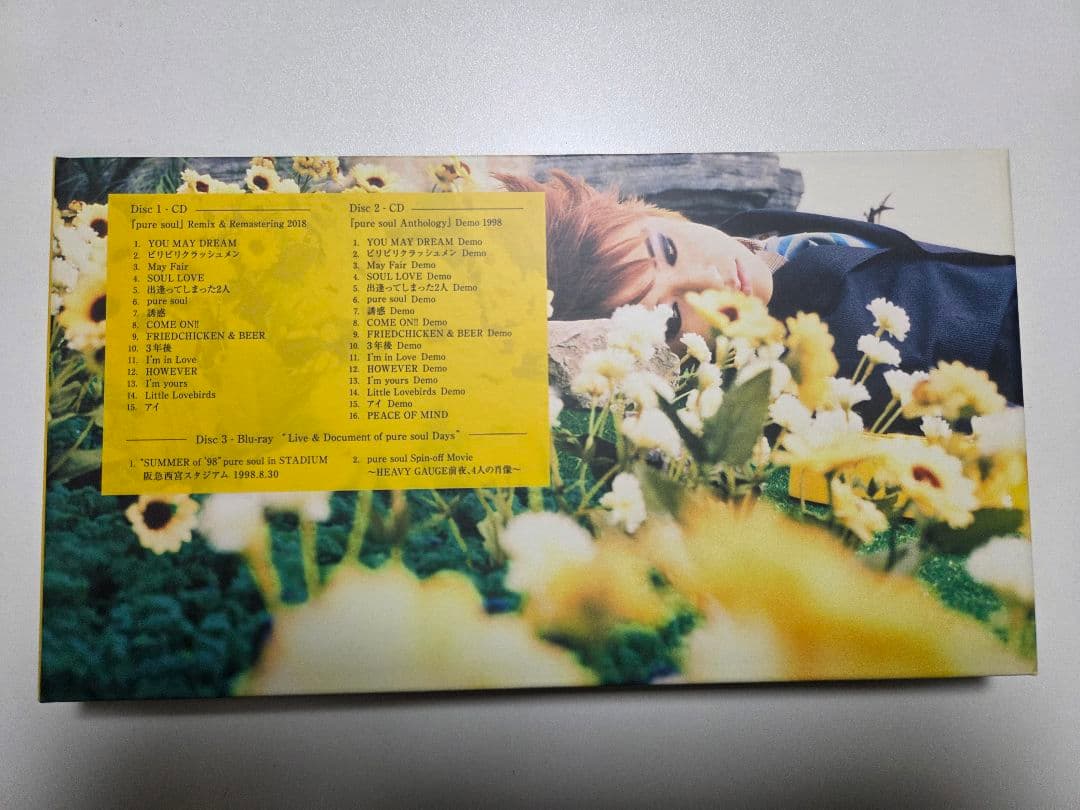 Disc 1 - CD
『pure soul』 Remix & Remastering 2018
1. YOU MAY DREAM
2. ビリビリクラッシュメン
3. May Fair
4. SOUL LOVE
5. 出逢ってしまった2人
6. pure soul
7. 誘惑
8. COME ON!!
9. FRIEDCHICKEN & BEER
10. 3年後
11. I'm in Love
12. HOWEVER
13. I'm yours
14. Little Lovebirds
15. アイ
Disc 2 - CD
『pure soul Anthology』 Demo 1998
1. YOU MAY DREAM Demo
2. ビリビリクラッシュメン Demo
3. May Fair Demo
4. SOUL LOVE Demo
5. 出逢ってしまった2人 Demo
6. pure soul Demo
7. 誘惑 Demo
8. COME ON!! Demo
9. FRIEDCHICKEN & BEER Demo
10. 3年後 Demo
11. I'm in Love Demo
12. HOWEVER Demo
13. I'm yours Demo
14. Little Lovebirds Demo
15. アイ Demo
16. PEACE OF MIND
Disc 3 - Blu-ray "Live & Document of pure soul Days"
1. "SUMMER of '98" pure soul in STADIUM
阪急西宮スタジアム 1998.8.30
2. pure soul Spin-off Movie
～HEAVY GAUGE前夜、4人の肖像～